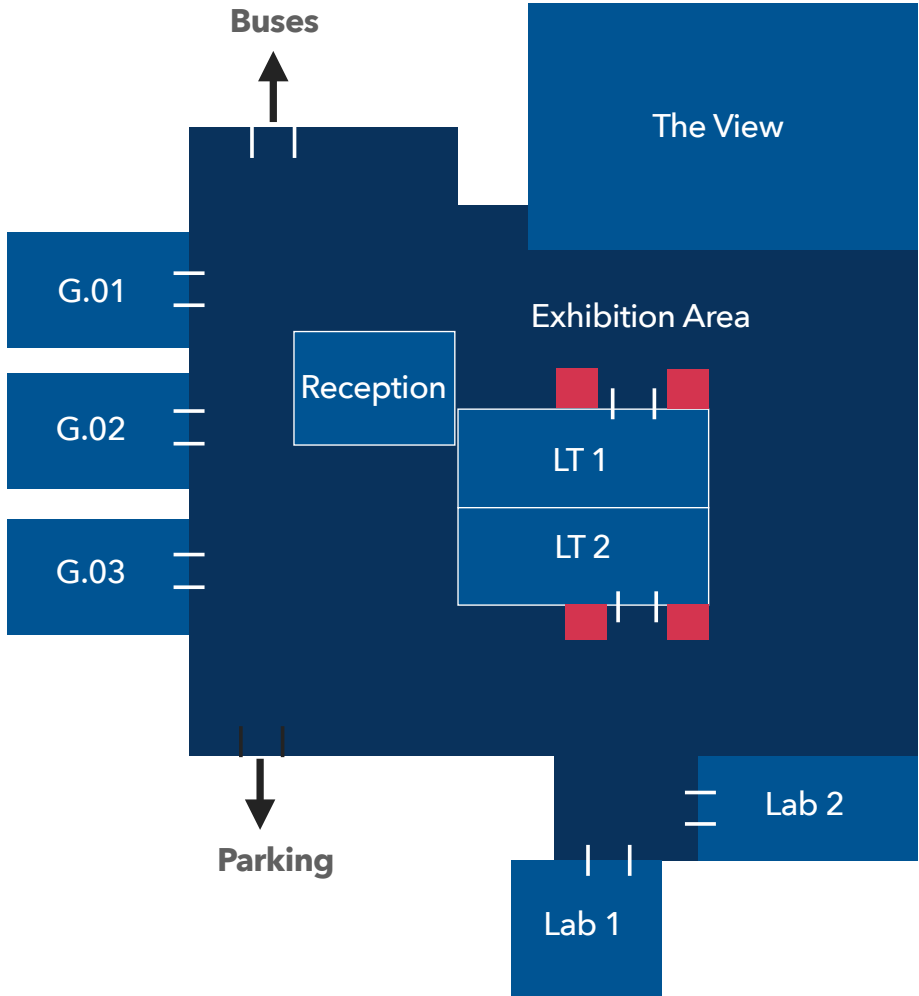 Buses
The View
G.01
Exhibition Area
Reception
G.02
LT 1
LT 2
G.03
Lab 2
Parking
Lab 1